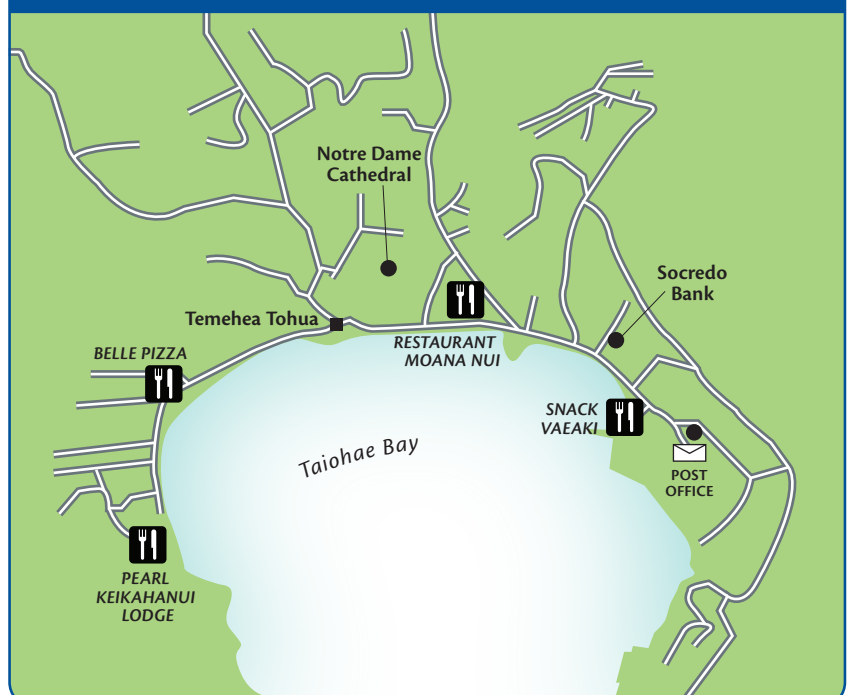 Notre Dame
Cathedral
Socredo
Bank
Temehea Tohua
RESTAURANT
MOANA NUI
BELLE PIZZA
SNACK
VAEAKI
Taiohae Bay
POST
OFFICE
PEARL
KEIKAHANUI
LODGE